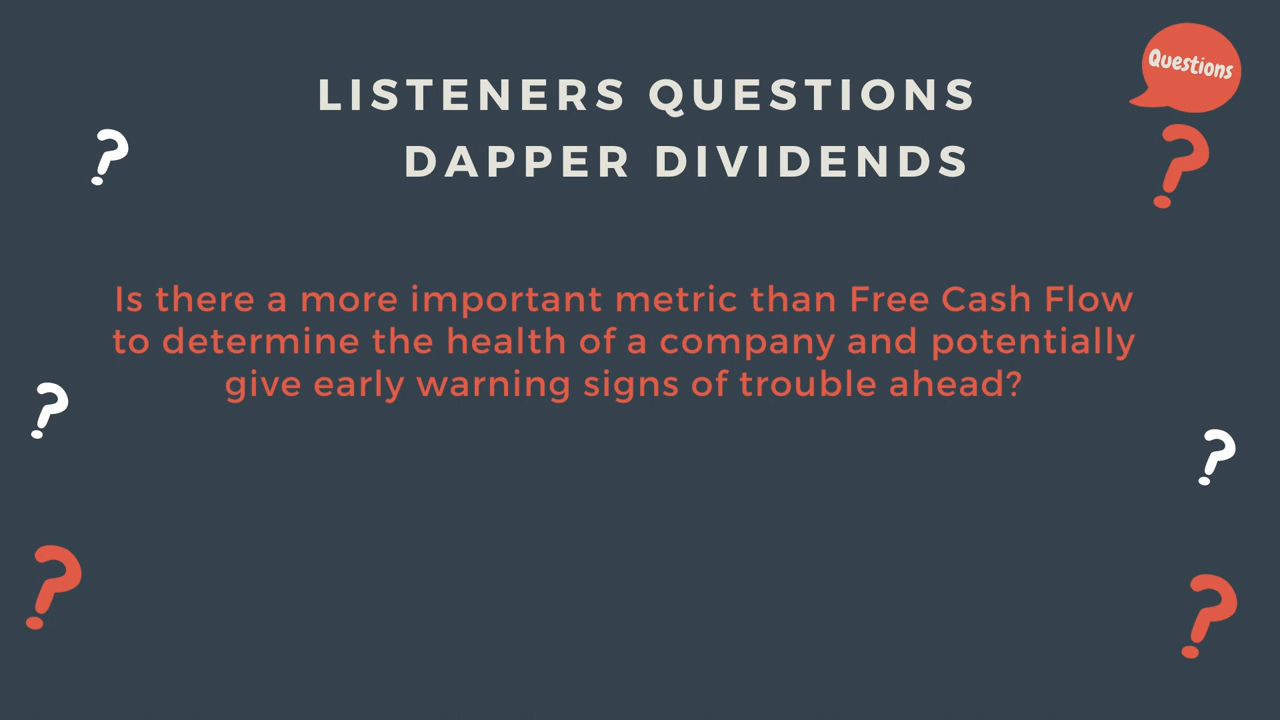 Questions
LISTENERS QUESTIONS
DAPPER DIVIDENDS
Is there a more important metric than Free Cash Flow
to determine the health of a company and potentially
give early warning signs of trouble ahead?